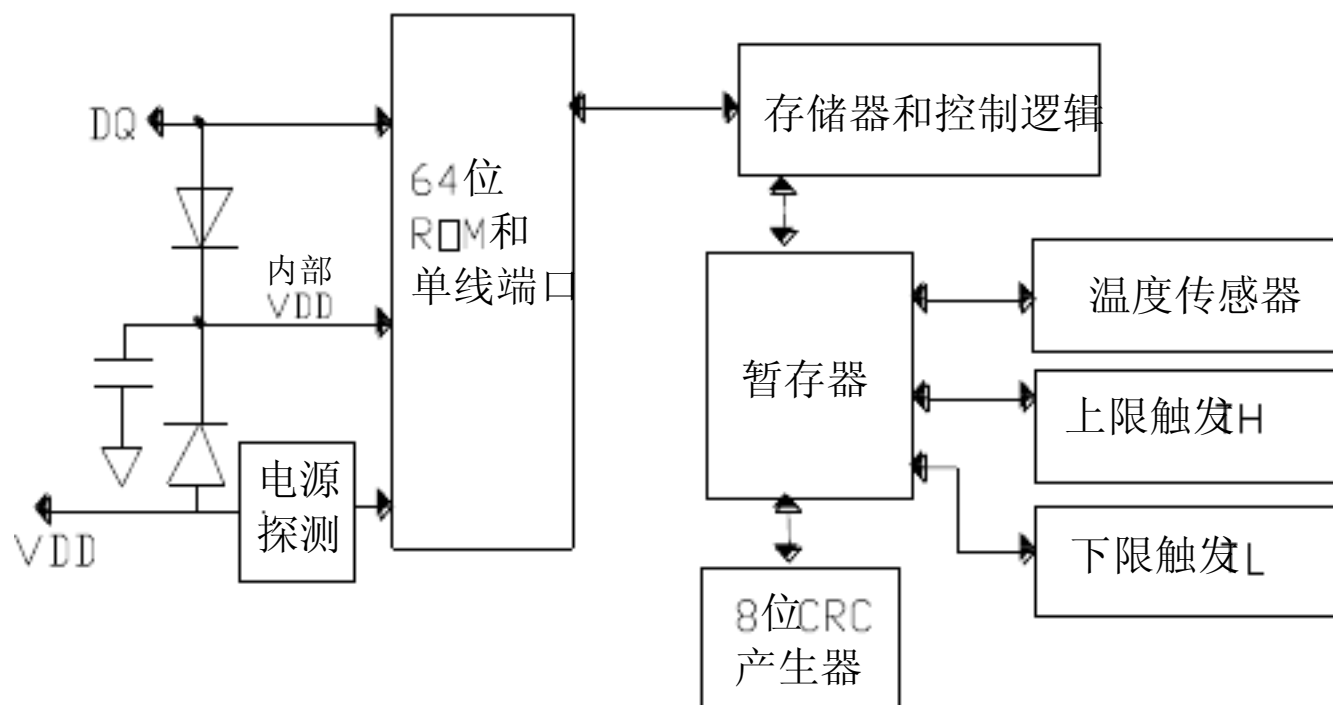 DQ
64位
ROM和
单线端口
内部
VDD
电源
探测
VDD
存储器和控制逻辑
暂存器
温度传感器
上限触发TH
下限触发TL
8位CRC
产生器